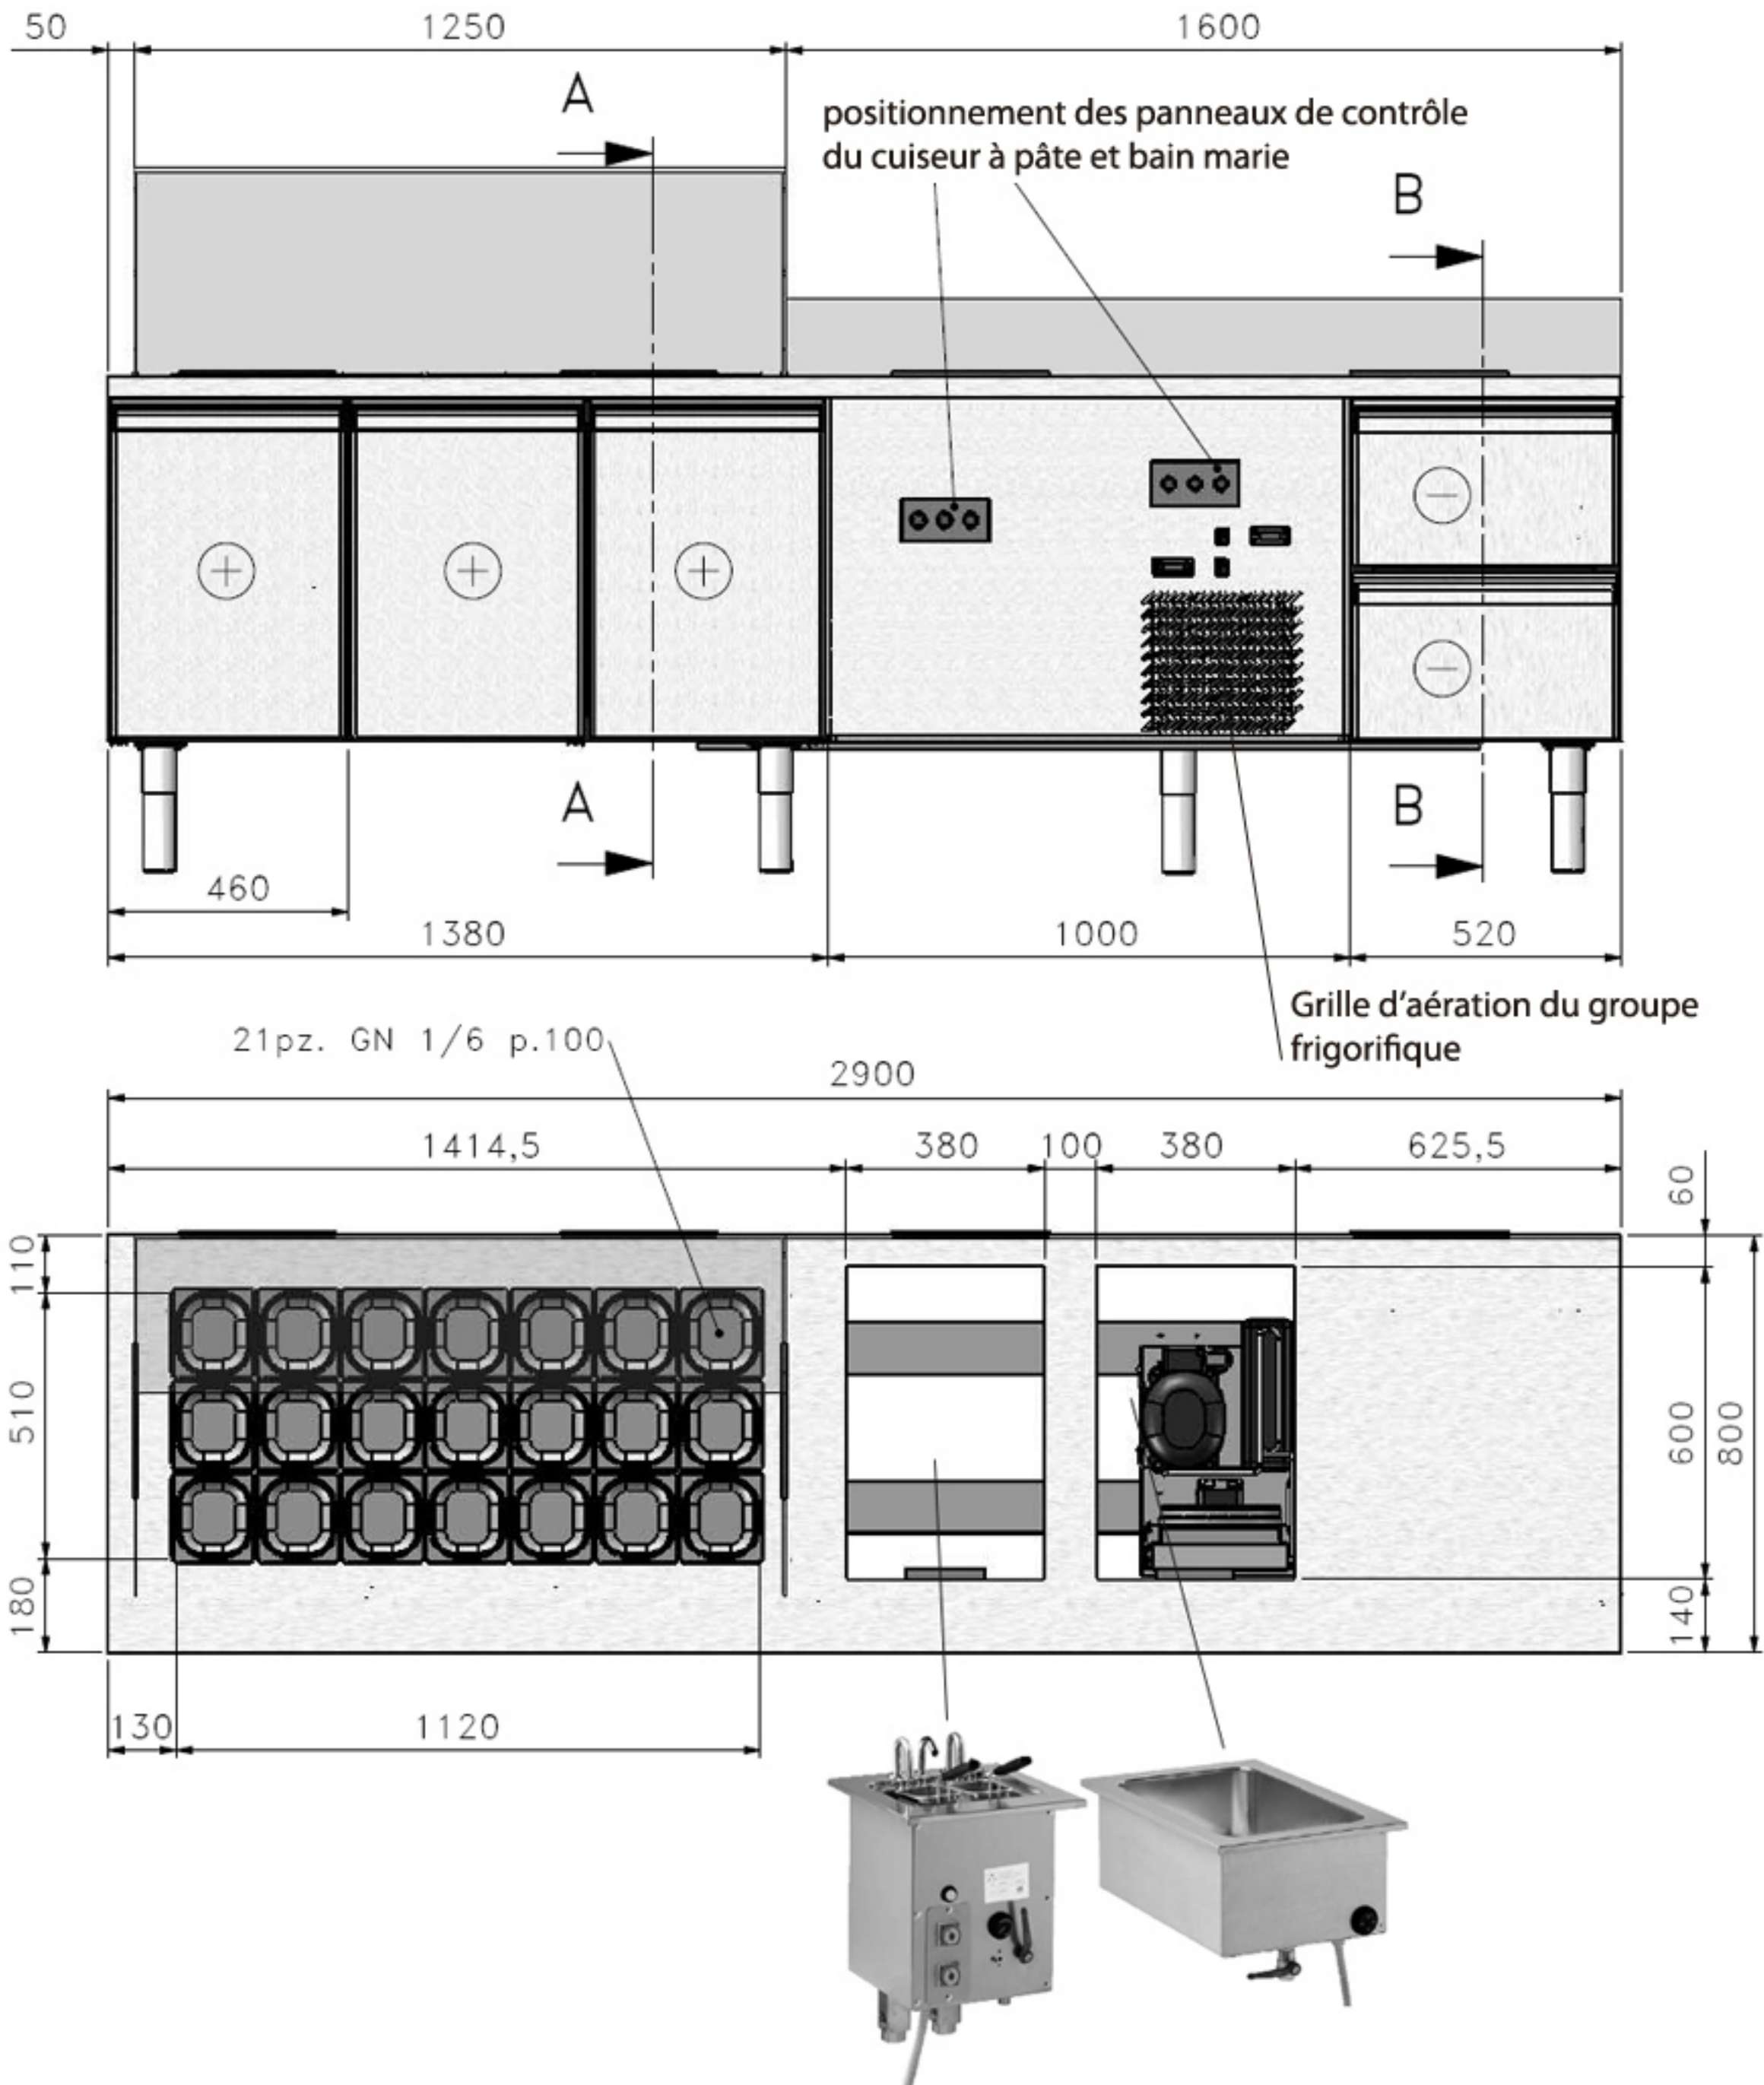 50
1250
1600
A
positionnement des panneaux de contrôle
du cuiseur à pâte et bain marie
B
A
B
460
1380
1000
520
Grille d'aération du groupe
frigorifique
21pz. GN 1/6 p.100
2900
1414,5
380
100
380
625,5
60
110
510
180
600
800
140
130
1120